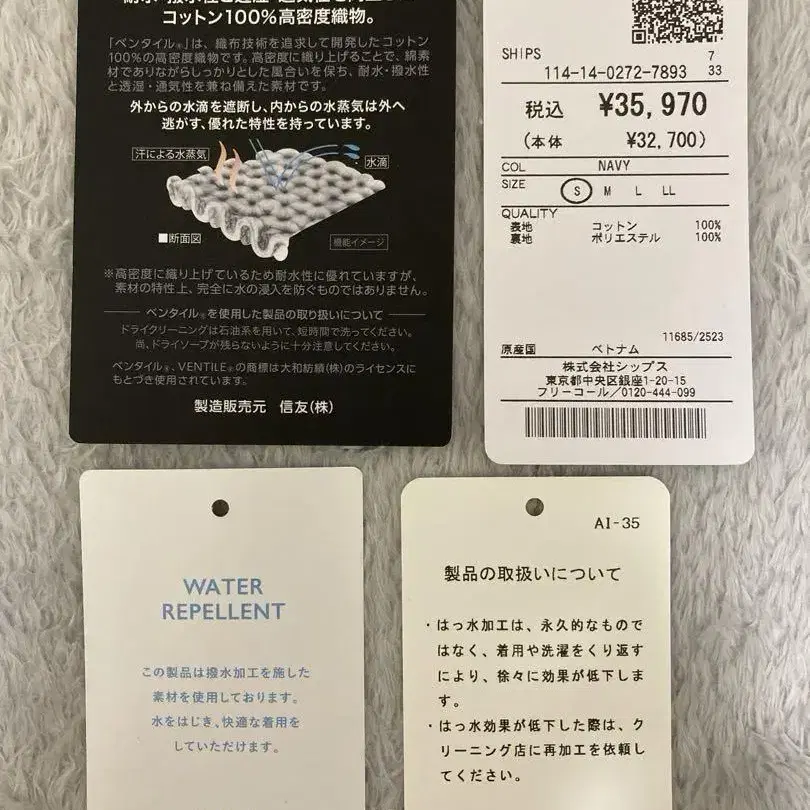 コットン100%高密度織物。
「ベンタイル®」は、織布技術を追求して開発したコットン
100%の高密度織物です。高密度に織り上げることで、綿素
材でありながらしっかりとした風合いを保ち、耐水・撥水性
と透湿・通気性を兼ね備えた素材です。
外からの水滴を遮断し、内からの水蒸気は外へ
逃がす、優れた特性を持っています。
汗による水蒸気
水滴
■断面図
機能イメージ
※高密度に織り上げているため耐水性に優れていますが、
素材の特性上、完全に水の浸入を防ぐものではありません。
ベンタイル®を使用した製品の取り扱いについて
ドライクリーニングは石油系を用いて、短時間で洗ってください。
尚、ドライソープが残らないように十分注意してください。
ベンタイル®、VENTILE®の商標は大和紡績(株)のライセンスに
もとづき使用されています。
製造販売元 信友(株)
SHIPS
7
114-14-0272-7893 33
税込 ¥35,970
(本体 ¥32,700)
COL NAVY
SIZE S M L LL
QUALITY
表地 コットン 100%
裏地 ポリエステル 100%
11685/2523
原産国 ベトナム
株式会社シップス
東京都中央区銀座1-20-15
フリーコール/0120-444-099
WATER
REPELLENT
この製品は撥水加工を施した
素材を使用しております。
水をはじき、快適な着用を
していただけます。
AI-35
製品の取扱いについて
・はっ水加工は、永久的なもので
はなく、着用や洗濯をくり返す
により、徐々に効果が低下しま
す。
・はっ水効果が低下した際は、ク
リーニング店に再加工を依頼し
てください。